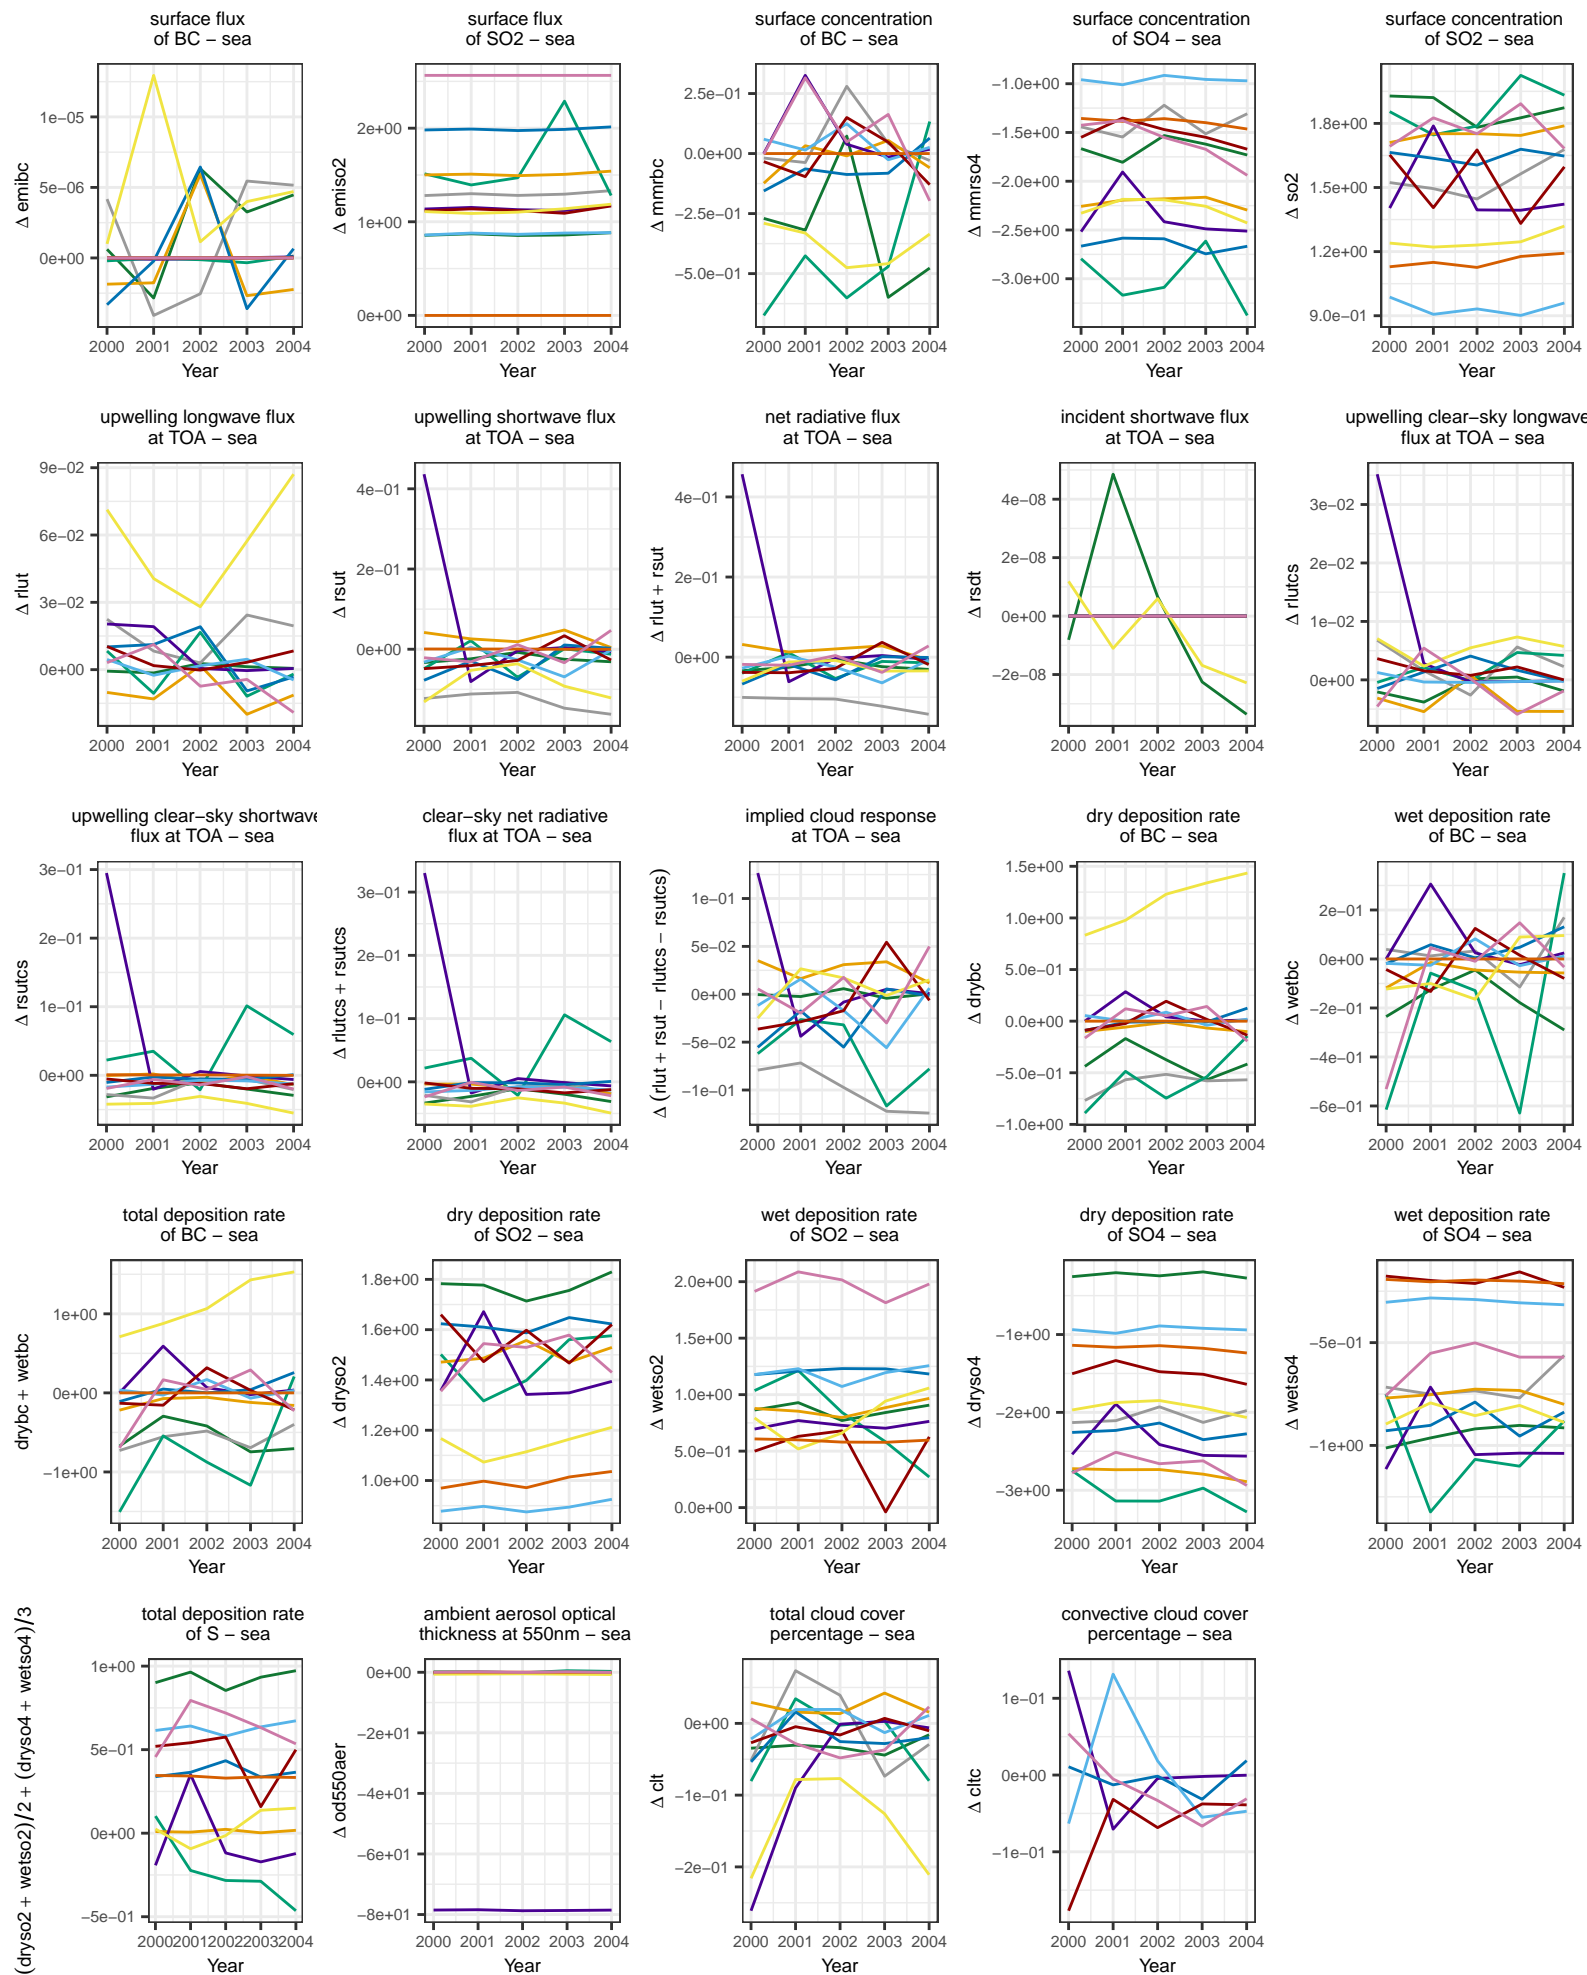 surface flux
of BC − sea
1e−05
5e−06
0e+00
Δ emibc
2000 2001 2002 2003 2004
Year
surface flux
of SO2 − sea
2e+00
1e+00
0e+00
Δ emiso2
2000 2001 2002 2003 2004
Year
surface concentration
of BC − sea
2.5e−01
0.0e+00
−2.5e−01
−5.0e−01
Δ mmrbc
2000 2001 2002 2003 2004
Year
surface concentration
of SO4 − sea
−1.0e+00
−1.5e+00
−2.0e+00
−2.5e+00
−3.0e+00
Δ mmrso4
2000 2001 2002 2003 2004
Year
surface concentration
of SO2 − sea
1.8e+00
1.5e+00
1.2e+00
9.0e−01
Δ so2
2000 2001 2002 2003 2004
Year
upwelling longwave flux
at TOA − sea
9e−02
6e−02
3e−02
0e+00
Δ rlut
2000 2001 2002 2003 2004
Year
upwelling shortwave flux
at TOA − sea
4e−01
2e−01
0e+00
Δ rsut
2000 2001 2002 2003 2004
Year
net radiative flux
at TOA − sea
4e−01
2e−01
0e+00
Δ rlut + rsut
2000 2001 2002 2003 2004
Year
incident shortwave flux
at TOA − sea
4e−08
2e−08
0e+00
−2e−08
Δ rsdt
2000 2001 2002 2003 2004
Year
upwelling clear−sky longwave
flux at TOA − sea
3e−02
2e−02
1e−02
0e+00
Δ rlutcs
2000 2001 2002 2003 2004
Year
upwelling clear−sky shortwave
flux at TOA − sea
3e−01
2e−01
1e−01
0e+00
Δ rsutcs
2000 2001 2002 2003 2004
Year
clear−sky net radiative
flux at TOA − sea
3e−01
2e−01
1e−01
0e+00
Δ rlutcs + rsutcs
2000 2001 2002 2003 2004
Year
implied cloud response
at TOA − sea
1e−01
5e−02
0e+00
−5e−02
−1e−01
Δ (rlut + rsut − rlutcs − rsutcs)
2000 2001 2002 2003 2004
Year
dry deposition rate
of BC − sea
1.5e+00
1.0e+00
5.0e−01
0.0e+00
−5.0e−01
−1.0e+00
Δ drybc
2000 2001 2002 2003 2004
Year
wet deposition rate
of BC − sea
2e−01
0e+00
−2e−01
−4e−01
−6e−01
Δ wetbc
2000 2001 2002 2003 2004
Year
total deposition rate
of BC − sea
1e+00
0e+00
−1e+00
drybc + wetbc
2000 2001 2002 2003 2004
Year
dry deposition rate
of SO2 − sea
1.8e+00
1.6e+00
1.4e+00
1.2e+00
1.0e+00
Δ dryso2
2000 2001 2002 2003 2004
Year
wet deposition rate
of SO2 − sea
2.0e+00
1.5e+00
1.0e+00
5.0e−01
0.0e+00
Δ wetso2
2000 2001 2002 2003 2004
Year
dry deposition rate
of SO4 − sea
−1e+00
−2e+00
−3e+00
Δ dryso4
2000 2001 2002 2003 2004
Year
wet deposition rate
of SO4 − sea
−5e−01
−1e+00
Δ wetso4
2000 2001 2002 2003 2004
Year
total deposition rate
of S − sea
1e+00
5e−01
0e+00
−5e−01
(dryso2 + wetso2)/2 + (dryso4 + wetso4)/3
2000 2001 2002 2003 2004
Year
ambient aerosol optical
thickness at 550nm − sea
0e+00
−2e+01
−4e+01
−6e+01
−8e+01
Δ od550aer
2000 2001 2002 2003 2004
Year
total cloud cover
percentage − sea
0e+00
−1e−01
−2e−01
Δ clt
2000 2001 2002 2003 2004
Year
convective cloud cover
percentage − sea
1e−01
0e+00
−1e−01
Δ cltc
2000 2001 2002 2003 2004
Year